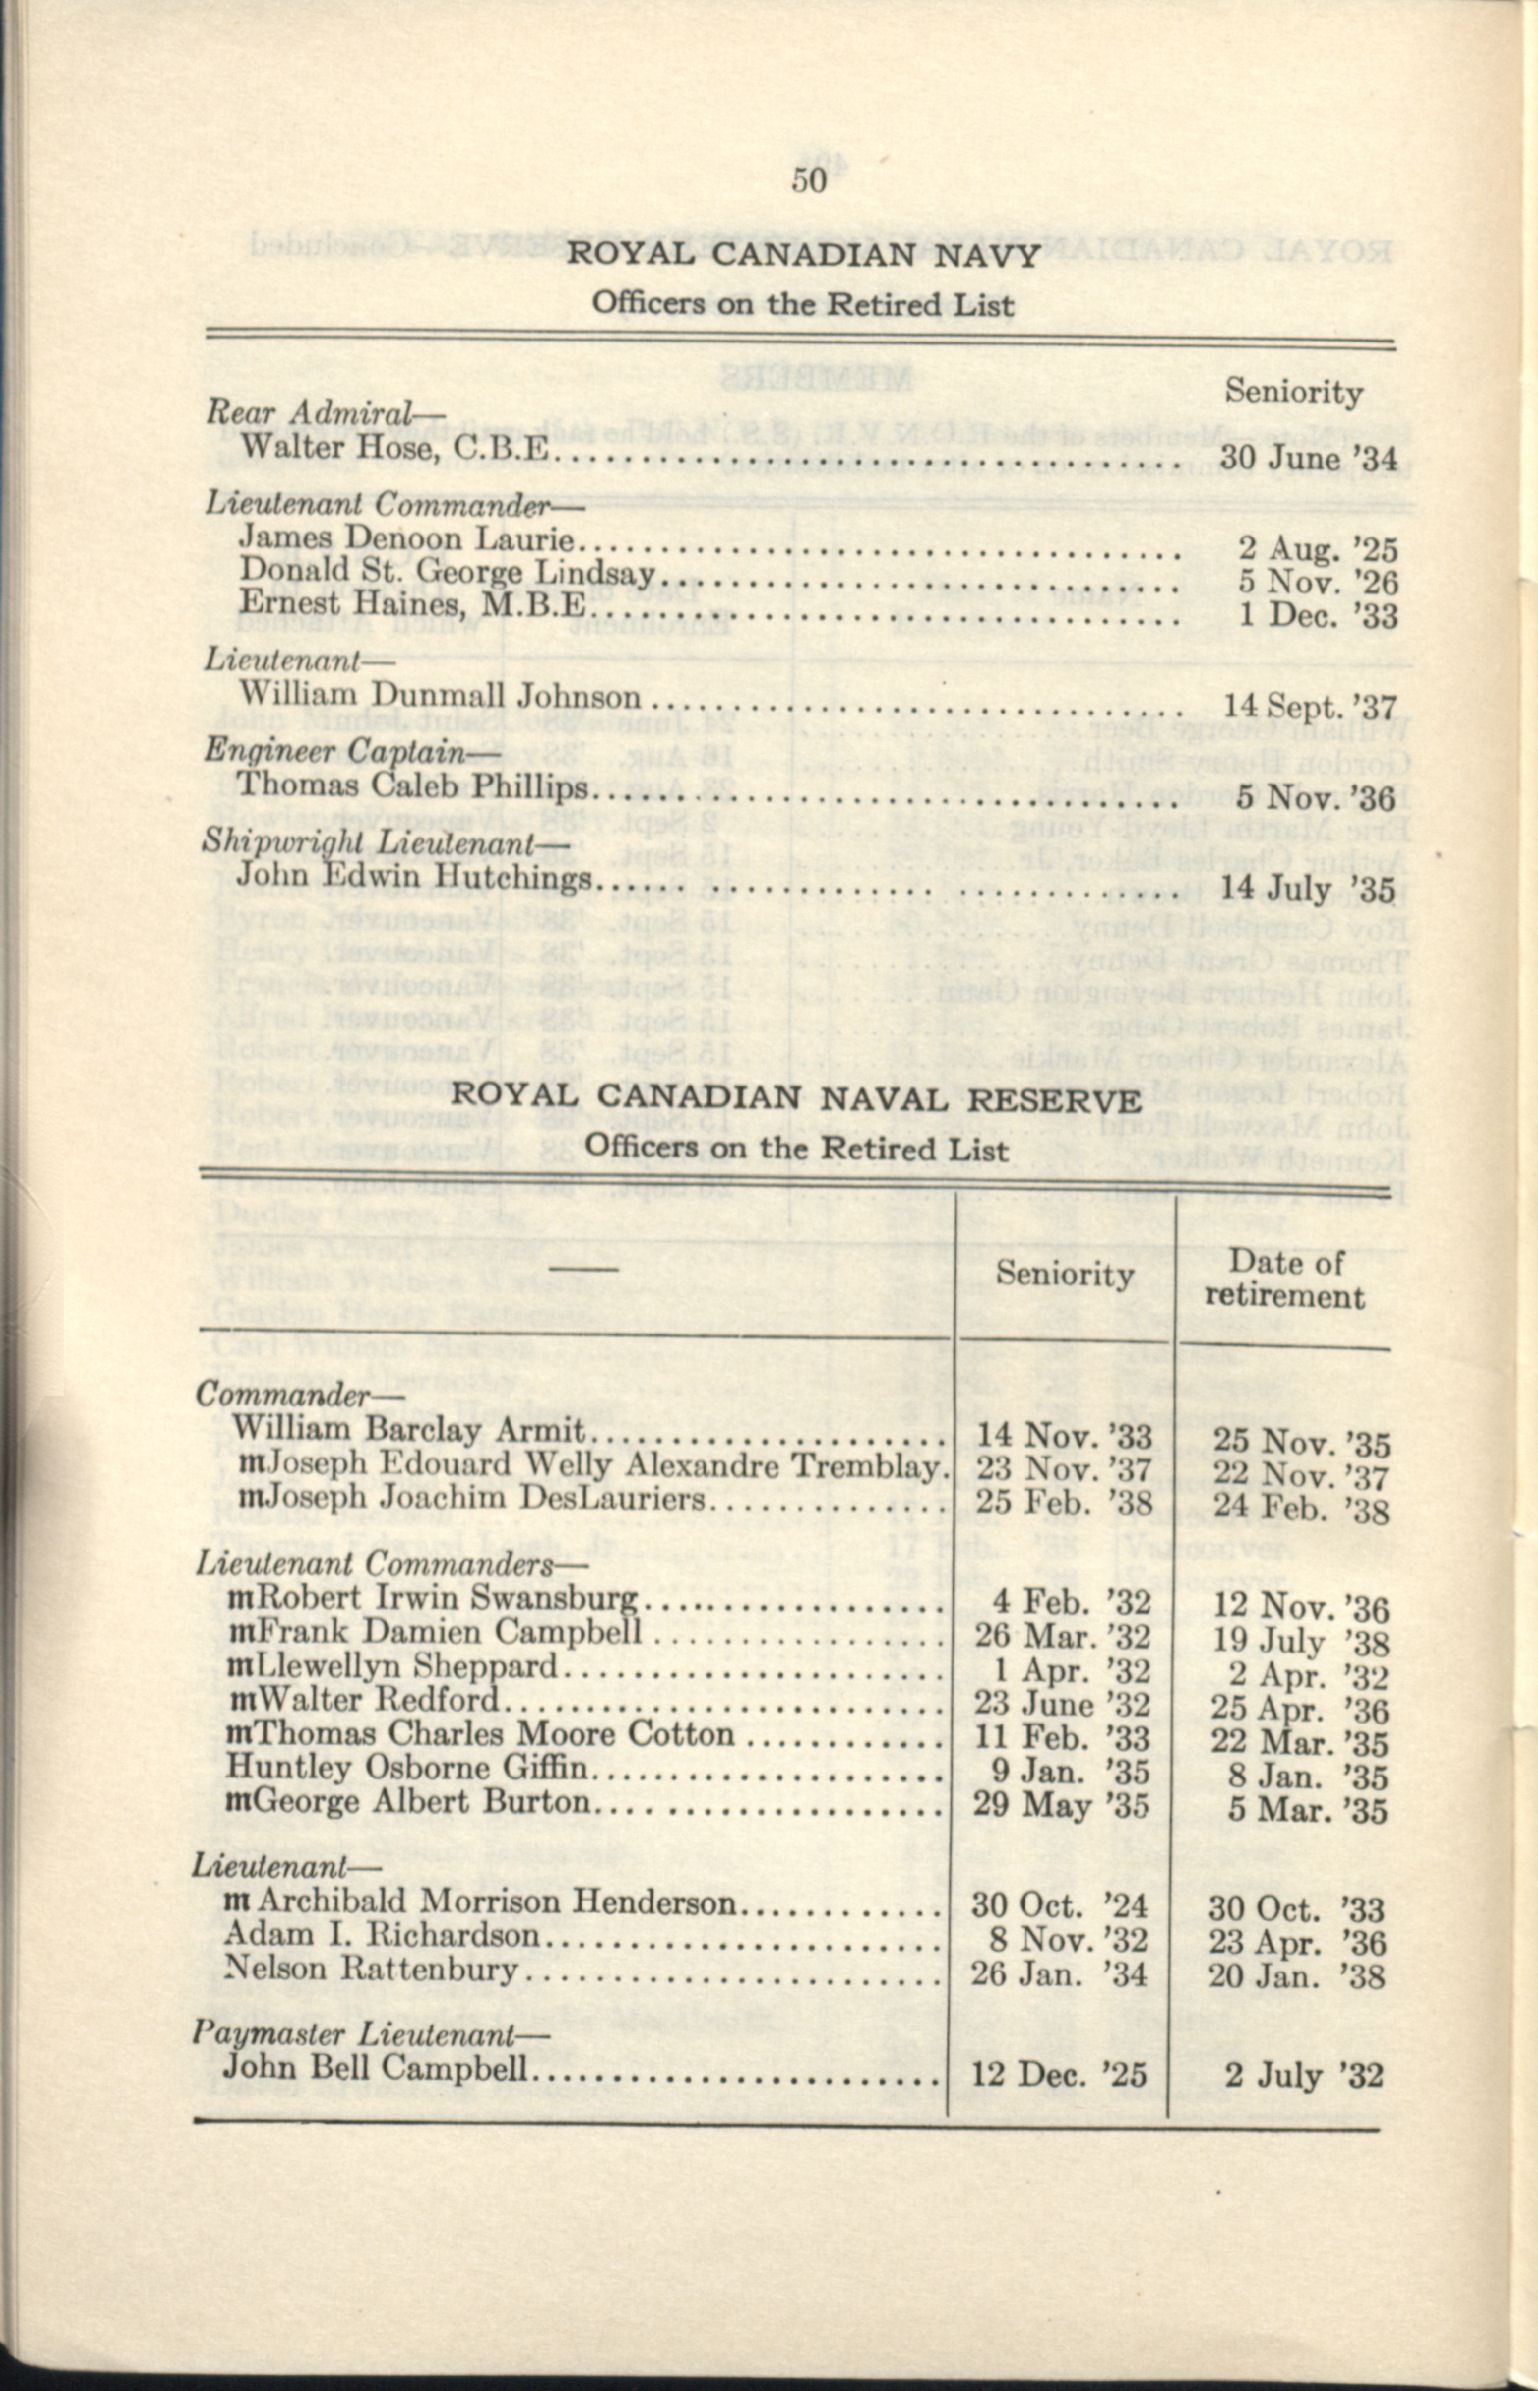 50
ROYAL CANADIAN NAVY
Officers on the Retired List
Seniority
Rear Admiral—
Walter Hose, C.B.E. 30 June '34
Lieutenant Commander—
James Denoon Laurie 2 Aug. '25
Donald St. George Lindsay 5 Nov. '26
Ernest Haines, M.B.E. 1 Dec. '33
Lieutenant—
William Dunmall Johnson 14 Sept. '37
Engineer Captain—
Thomas Caleb Phillips 5 Nov. '36
Shipwright Lieutenant—
John Edwin Hutchings 14 July '35
ROYAL CANADIAN NAVAL RESERVE
Officers on the Retired List
— Seniority Date of retirement
Commander—
William Barclay Armit 14 Nov. '33 25 Nov. '35
mJoseph Edouard Welly Alexandre Tremblay. 23 Nov. '37 22 Nov. '37
mJoseph Joachim DesLauriers 25 Feb. '38 24 Feb. '38
Lieutenant Commanders—
mRobert Irwin Swansburg 4 Feb. '32 12 Nov. '36
mFrank Damien Campbell 26 Mar. '32 19 July '38
mLlewellyn Sheppard 1 Apr. '32 2 Apr. '32
mWalter Redford 23 June '32 25 Apr. '36
mThomas Charles Moore Cotton 11 Feb. '33 22 Mar. '35
Huntley Osborne Giffin 9 Jan. '35 8 Jan. '35
mGeorge Albert Burton 29 May '35 5 Mar. '35
Lieutenant—
m Archibald Morrison Henderson 30 Oct. '24 30 Oct. '33
Adam I. Richardson 8 Nov. '32 23 Apr. '36
Nelson Rattenbury 26 Jan. '34 20 Jan. '38
Paymaster Lieutenant—
John Bell Campbell 12 Dec. '25 2 July '32